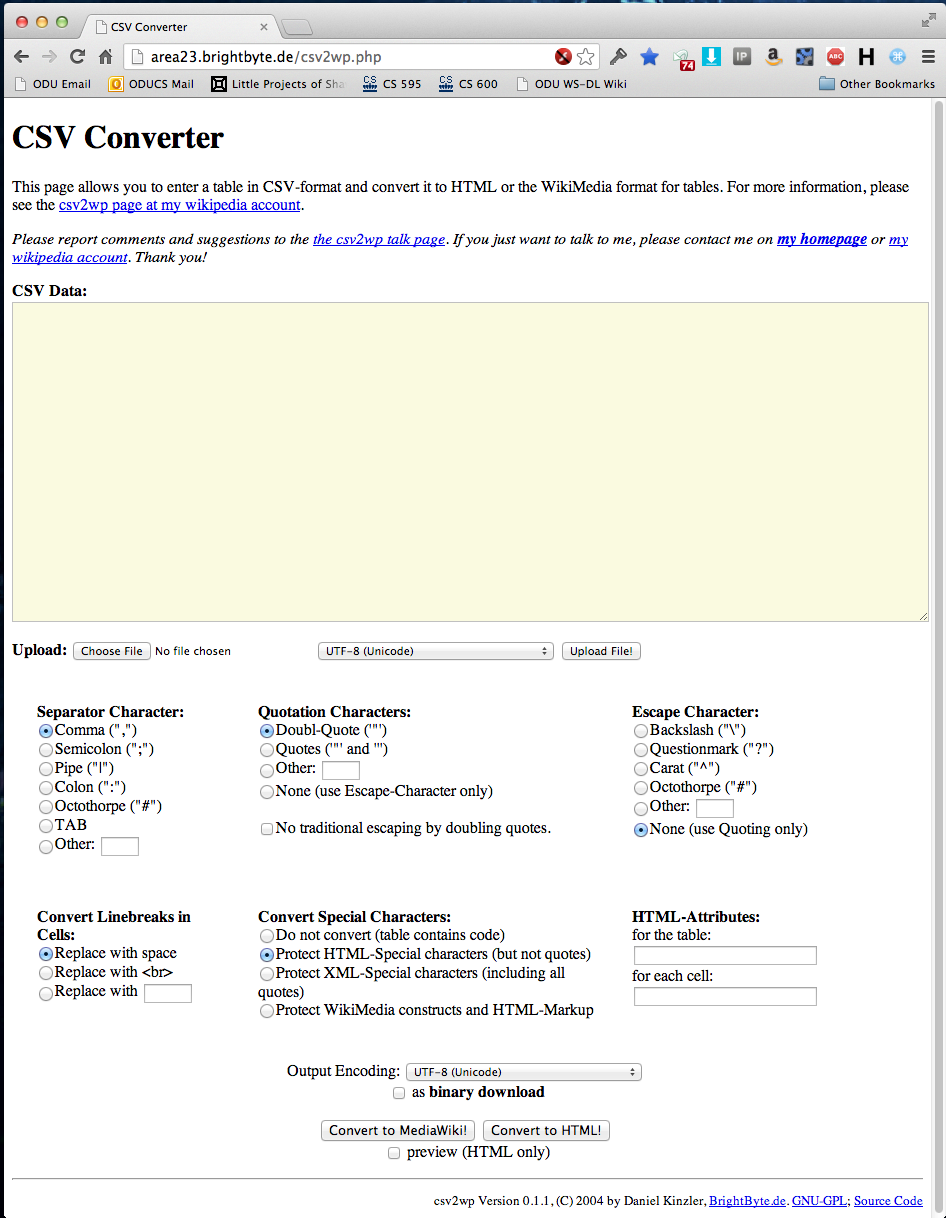 CSV Converter
area23.brightbyte.de/csv2wp.php
74
IP
a
ABC
H
ODU Email
ODUCS Mail
Little Projects of Sha
CS CS 595
CS CS 600
ODU WS-DL Wiki
Other Bookmarks
CSV Converter
This page allows you to enter a table in CSV-format and convert it to HTML or the WikiMedia format for tables. For more information, please
see the csv2wp page at my wikipedia account.
Please report comments and suggestions to the the csv2wp talk page. If you just want to talk to me, please contact me on my homepage or my
wikipedia account. Thank you!
CSV Data:
Upload: Choose File No file chosen UTF-8 (Unicode) Upload File!
Separator Character:
Comma (",")
Semicolon (";")
Pipe ("|")
Colon (":")
Octothorpe ("#")
TAB
Other:
Quotation Characters:
Doubl-Quote ('"')
Quotes ('"' and "'")
Other:
None (use Escape-Character only)
No traditional escaping by doubling quotes.
Escape Character:
Backslash ("\")
Questionmark ("?")
Carat ("^")
Octothorpe ("#")
Other:
None (use Quoting only)
Convert Linebreaks in
Cells:
Replace with space
Replace with <br>
Replace with
Convert Special Characters:
Do not convert (table contains code)
Protect HTML-Special characters (but not quotes)
Protect XML-Special characters (including all
quotes)
Protect WikiMedia constructs and HTML-Markup
HTML-Attributes:
for the table:
for each cell:
Output Encoding: UTF-8 (Unicode)
as binary download
Convert to MediaWiki! Convert to HTML!
preview (HTML only)
csv2wp Version 0.1.1, (C) 2004 by Daniel Kinzler, BrightByte.de. GNU-GPL; Source Code